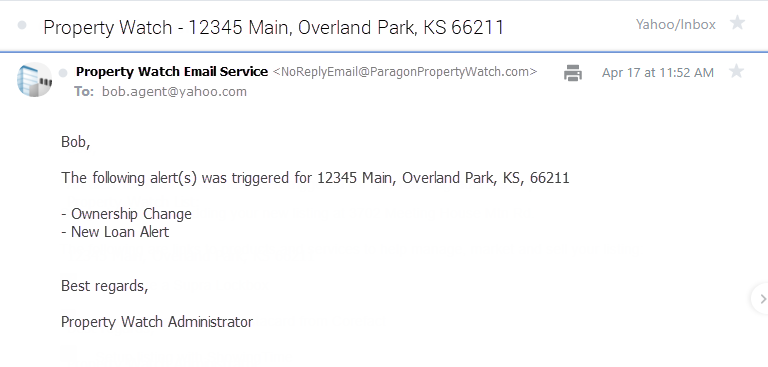 Property Watch - 12345 Main, Overland Park, KS 66211 Yahoo/Inbox
Property Watch Email Service <NoReplyEmail@ParagonPropertyWatch.com> Apr 17 at 11:52 AM
To: bob.agent@yahoo.com
Bob,
The following alert(s) was triggered for 12345 Main, Overland Park, KS, 66211
- Ownership Change
- New Loan Alert
Best regards,
Property Watch Administrator